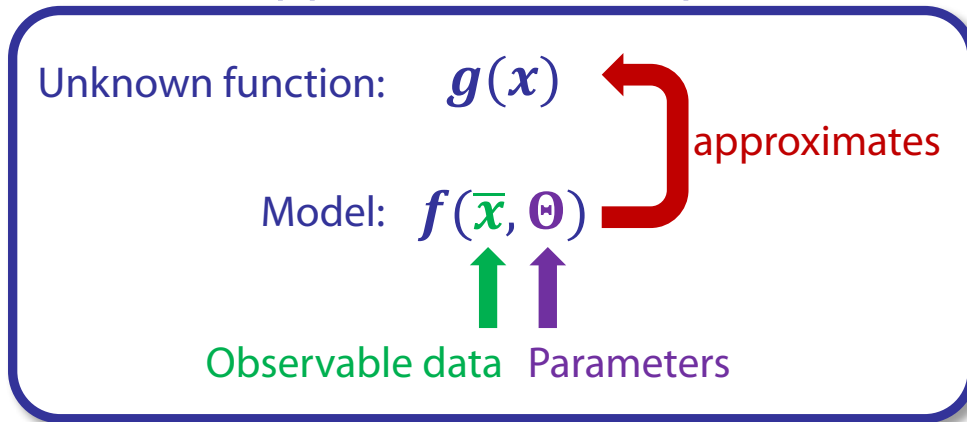 Unknown function: g(x)
approximates
Model: f(x̅, Θ)
Observable data Parameters